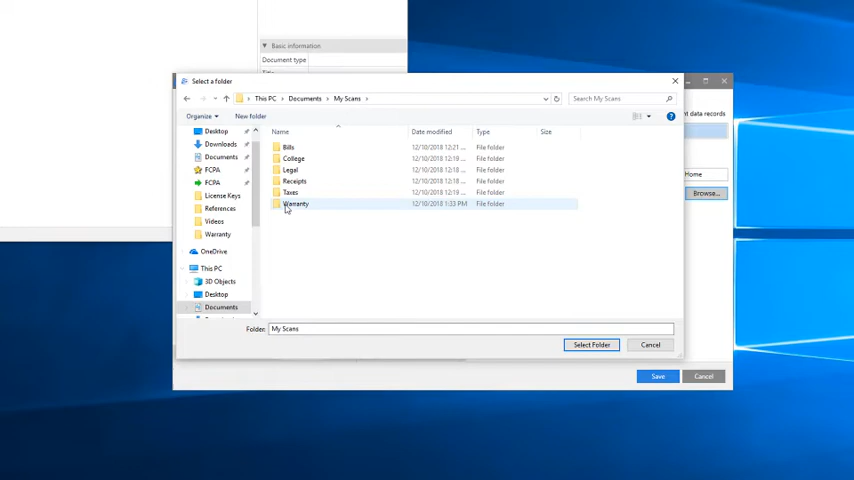 Basic information
Document type
Select a folder
This PC > Documents > My Scans >
Search My Scans
nt data records
Organize
New folder
Name
Date modified
Type
Size
Desktop
Downloads
Documents
FCPA
FCPA
License Keys
References
Videos
Warranty
OneDrive
This PC
3D Objects
Desktop
Documents
Bills 12/10/2018 12:21 ... File folder
College 12/10/2018 12:19 ... File folder
Legal 12/10/2018 12:18 ... File folder
Receipts 12/10/2018 12:18 ... File folder
Taxes 12/10/2018 12:19 ... File folder
Warranty 12/10/2018 1:33 PM File folder
Home
Browse...
Folder: My Scans
Select Folder
Cancel
Save
Cancel